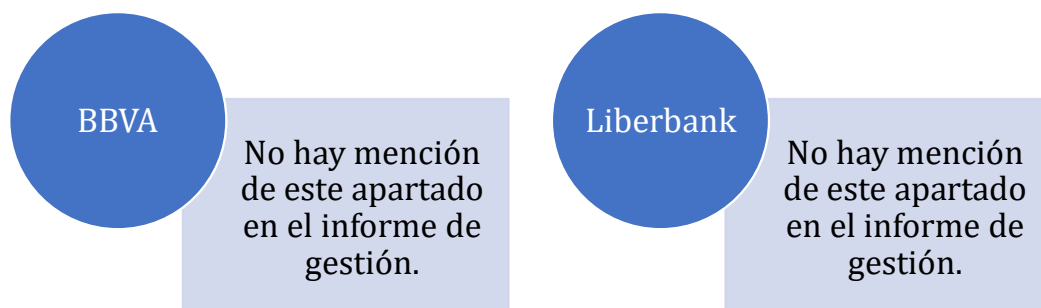 BBVA
No hay mención
de este apartado
en el informe de
gestión.
Liberbank
No hay mención
de este apartado
en el informe de
gestión.